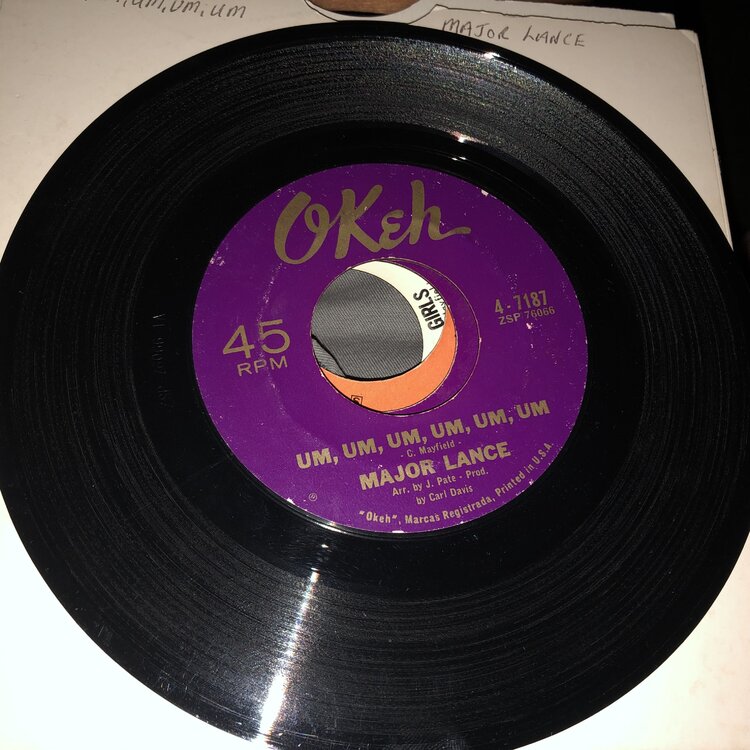 UM, UM, UM
MAJOR LANCE
OKeh
GIRLS
4-7187
ZSP 76066
45
RPM
UM, UM, UM, UM, UM, UM
- C. Mayfield -
MAJOR LANCE
Arr. by J. Pate - Prod.
by Carl Davis
"Okeh", Marcas Registrada, Printed in U.S.A.